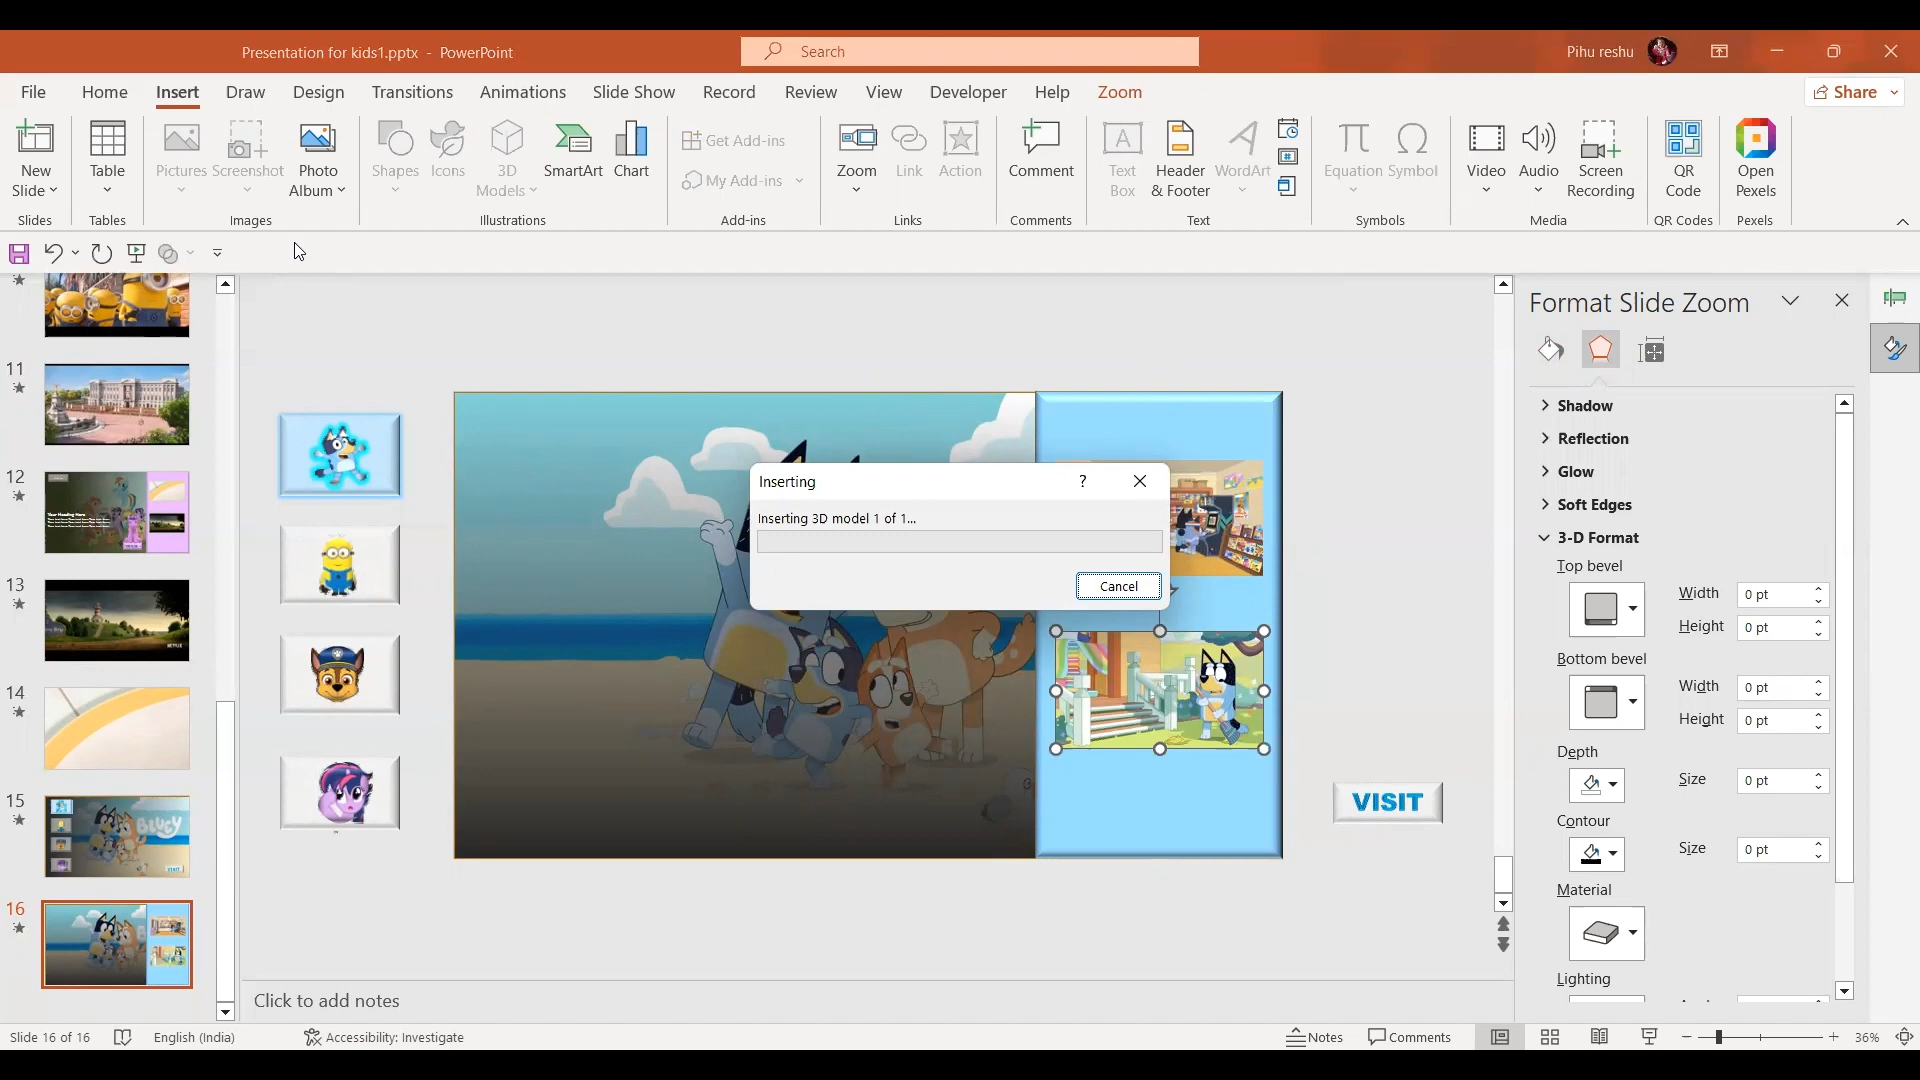 Presentation for kids1.pptx - PowerPoint
Search
Pihu reshu
File Home Insert Draw Design Transitions Animations Slide Show Record Review View Developer Help Zoom
Share
New Slide
Table
Pictures
Screenshot
Photo Album
Shapes
Icons
3D Models
SmartArt
Chart
Get Add-ins
My Add-ins
Zoom
Link
Action
Comment
Text Box
Header & Footer
WordArt
Equation
Symbol
Video
Audio
Screen Recording
QR Code
Open Pexels
Slides
Tables
Images
Illustrations
Add-ins
Links
Comments
Text
Symbols
Media
QR Codes
Pexels
11
12
13
NETFLIX
14
15
BLUEY
VISIT
16
Inserting
?
Inserting 3D model 1 of 1...
Cancel
VISIT
Format Slide Zoom
Shadow
Reflection
Glow
Soft Edges
3-D Format
Top bevel
Width 0 pt
Height 0 pt
Bottom bevel
Width 0 pt
Height 0 pt
Depth
Size 0 pt
Contour
Size 0 pt
Material
Lighting
Click to add notes
Slide 16 of 16
English (India)
Accessibility: Investigate
Notes
Comments
36%